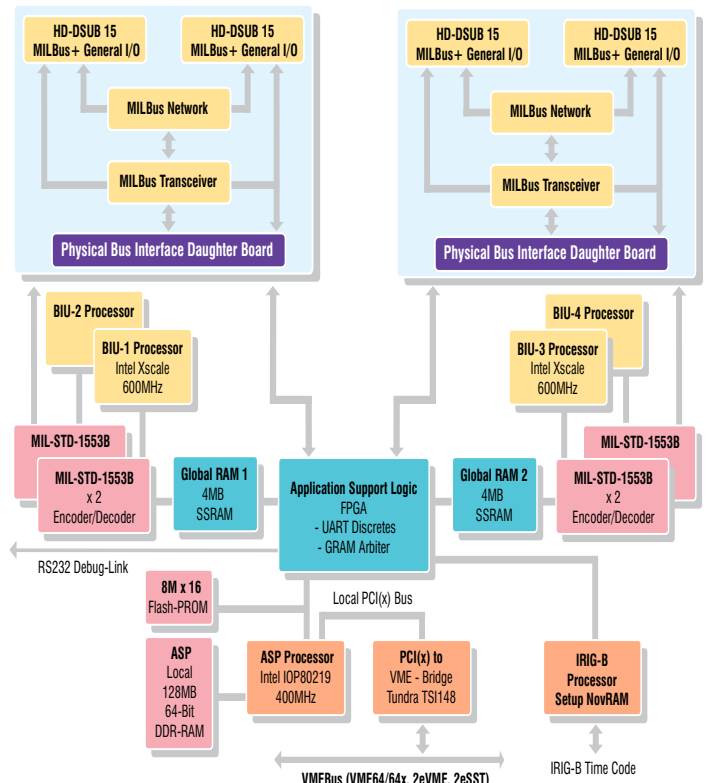 HD-DSUB 15
MILBus+ General I/O
HD-DSUB 15
MILBus+ General I/O
MILBus Network
MILBus Transceiver
Physical Bus Interface Daughter Board
HD-DSUB 15
MILBus+ General I/O
HD-DSUB 15
MILBus+ General I/O
MILBus Network
MILBus Transceiver
Physical Bus Interface Daughter Board
BIU-2 Processor
BIU-1 Processor
Intel Xscale
600MHz
BIU-4 Processor
BIU-3 Processor
Intel Xscale
600MHz
MIL-STD-1553B
MIL-STD-1553B
x 2
Encoder/Decoder
Global RAM 1
4MB
SSRAM
Application Support Logic
FPGA
- UART Discretes
- GRAM Arbiter
Global RAM 2
4MB
SSRAM
MIL-STD-1553B
MIL-STD-1553B
x 2
Encoder/Decoder
RS232 Debug-Link
8M x 16
Flash-PROM
Local PCI(x) Bus
ASP
Local
128MB
64-Bit
DDR-RAM
ASP Processor
Intel IOP80219
400MHz
PCI(x) to
VME - Bridge
Tundra TSI148
IRIG-B
Processor
Setup NovRAM
IRIG-B Time Code
VMEBus (VME64/64x, 2eVME, 2eSST)